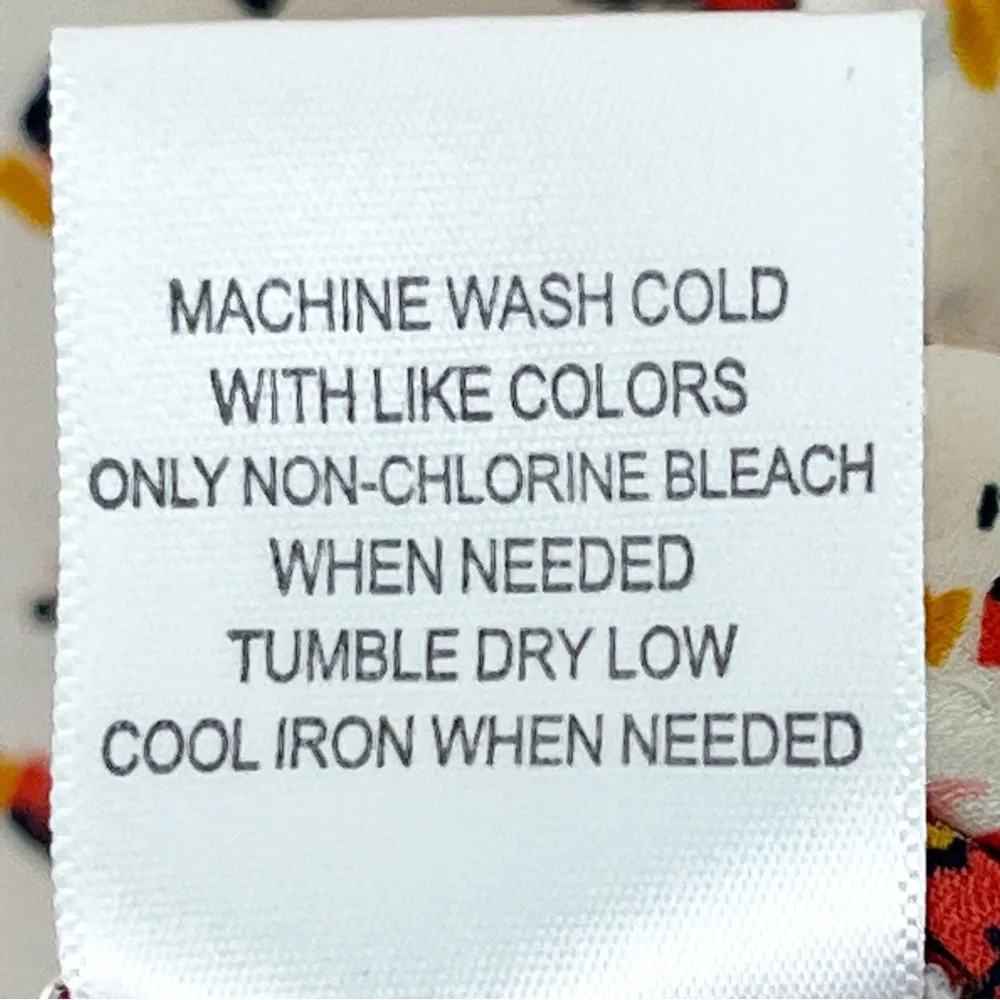 MACHINE WASH COLD
WITH LIKE COLORS
ONLY NON-CHLORINE BLEACH
WHEN NEEDED
TUMBLE DRY LOW
COOL IRON WHEN NEEDED